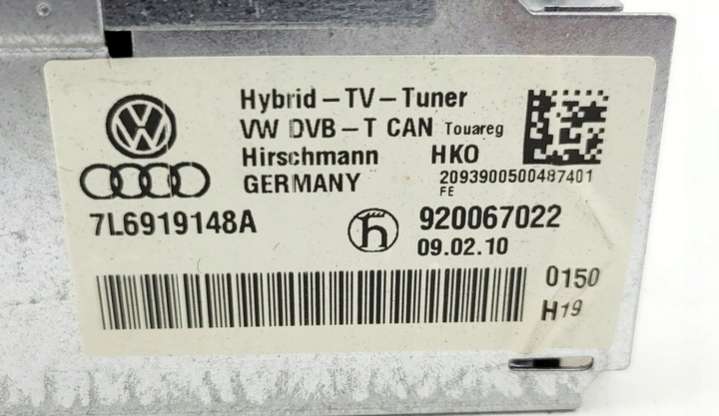 Hybrid-TV-Tuner
VW DVB-T CAN Touareg
Hirschmann HKO
GERMANY 2093900500487401
FE
7L6919148A h 920067022
09.02.10
0150
H19